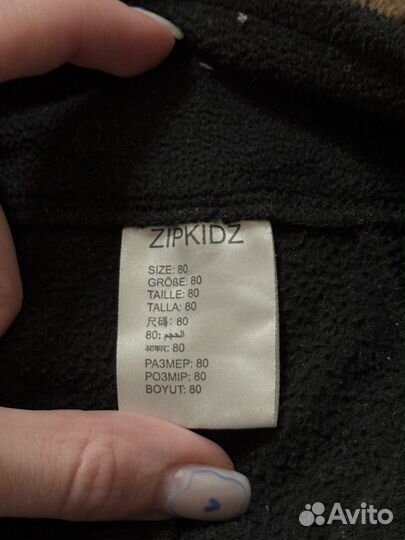 ZIPKIDZ
SIZE: 80
GRÖßE: 80
TAILLE: 80
TALLA: 80
尺碼: 80
الحجم: 80
आकार: 80
РАЗМЕР: 80
РОЗМІР: 80
BOYUT: 80
Avito